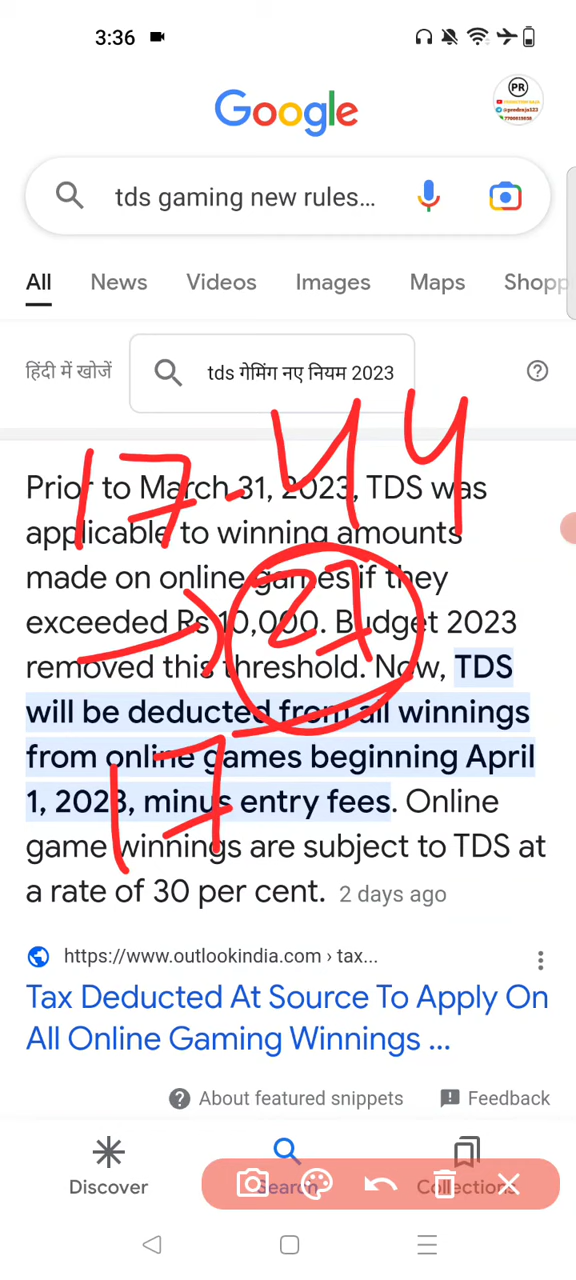 3:36
Google
PR
tds gaming new rules...
All News Videos Images Maps Shopp
हिंदी में खोजें
tds गेमिंग नए नियम 2023
17-44
Prior to March 31, 2023, TDS was
applicable to winning amounts
made on online games if they
27
exceeded Rs 10,000. Budget 2023
removed this threshold. Now, TDS
will be deducted from all winnings
from online games beginning April
17
1, 2023, minus entry fees. Online
game winnings are subject to TDS at
a rate of 30 per cent. 2 days ago
https://www.outlookindia.com › tax...
Tax Deducted At Source To Apply On
All Online Gaming Winnings ...
About featured snippets Feedback
Discover Search Collections